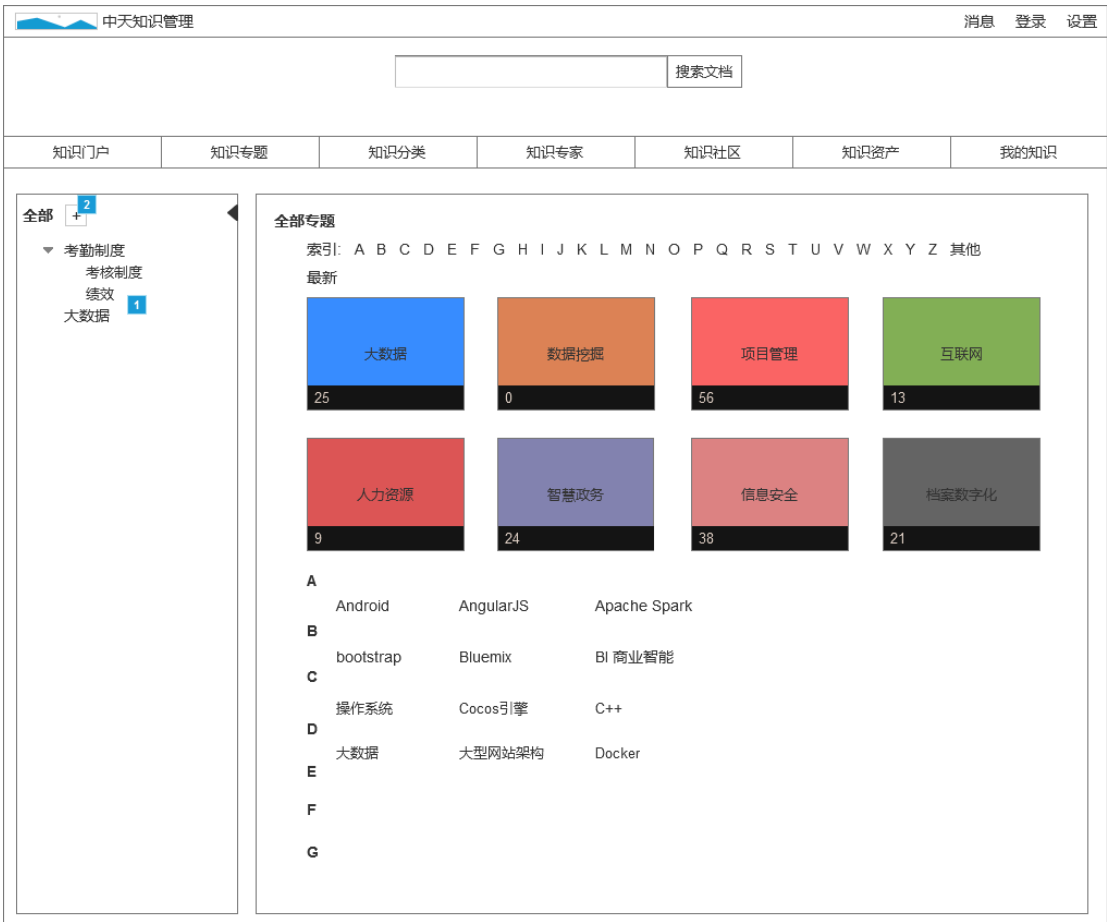 中天知识管理 消息 登录 设置
搜索文档
知识门户 知识专题 知识分类 知识专家 知识社区 知识资产 我的知识
全部 + 2
考勤制度
考核制度
绩效 1
大数据
全部专题
索引: A B C D E F G H I J K L M N O P Q R S T U V W X Y Z 其他
最新
大数据 数据挖掘 项目管理 互联网
25 0 56 13
人力资源 智慧政务 信息安全 档案数字化
9 24 38 21
A
Android AngularJS Apache Spark
B
bootstrap Bluemix BI 商业智能
C
操作系统 Cocos引擎 C++
D
大数据 大型网站架构 Docker
E
F
G